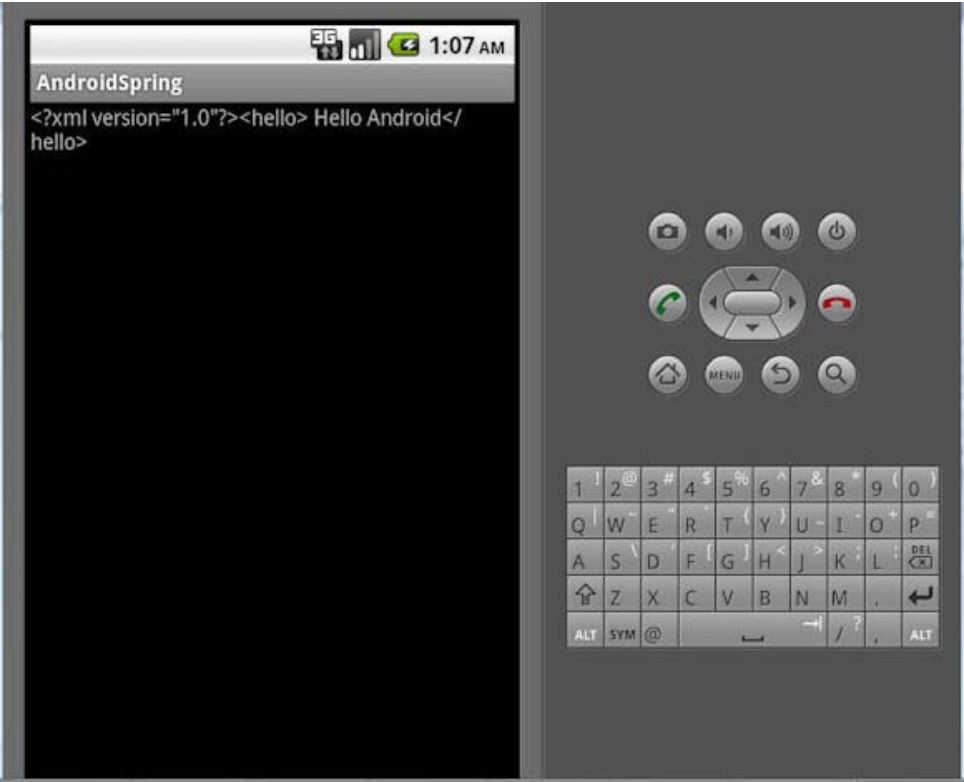 3G 1:07 AM
AndroidSpring
<?xml version="1.0"?><hello> Hello Android</
hello>
MENU
1 ! 2 @ 3 # 4 $ 5 % 6 ^ 7 & 8 * 9 ( 0 )
Q | W ~ E " R ` T { Y } U _ I - O + P =
A S \ D ' F [ G ] H < J > K ; L : DEL
Z X C V B N M .
ALT SYM @ / ? , ALT